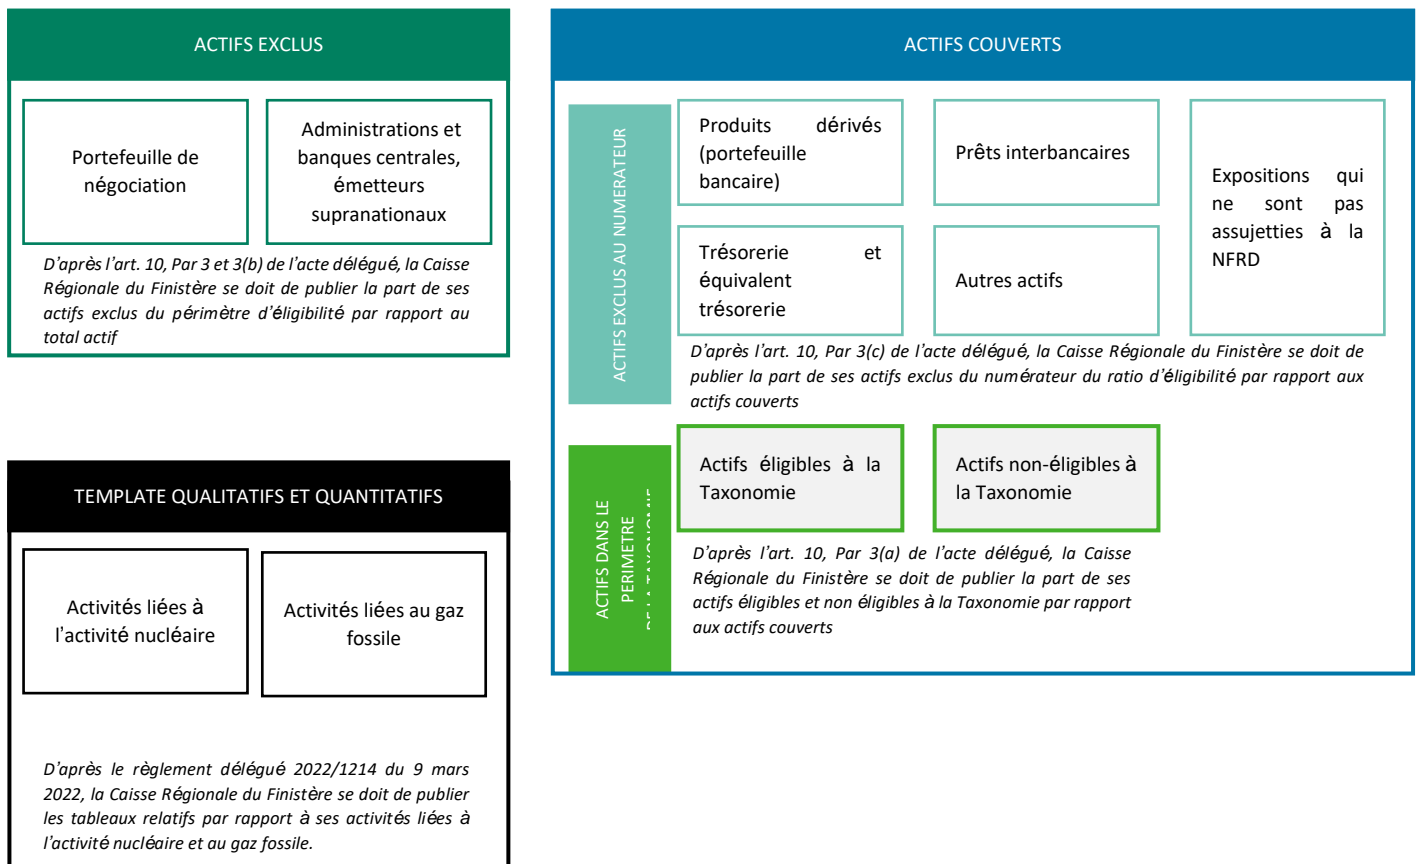 ACTIFS EXCLUS
Portefeuille de
négociation
Administrations et
banques centrales,
émetteurs
supranationaux
D'après l'art. 10, Par 3 et 3(b) de l'acte délégué, la Caisse
Régionale du Finistère se doit de publier la part de ses
actifs exclus du périmètre d'éligibilité par rapport au
total actif
TEMPLATE QUALITATIFS ET QUANTITATIFS
Activités liées à
l'activité nucléaire
Activités liées au gaz
fossile
D'après le règlement délégué 2022/1214 du 9 mars
2022, la Caisse Régionale du Finistère se doit de publier
les tableaux relatifs par rapport à ses activités liées à
l'activité nucléaire et au gaz fossile.
ACTIFS COUVERTS
ACTIFS EXCLUS AU NUMERATEUR
Produits dérivés
(portefeuille
bancaire)
Prêts interbancaires
Expositions qui
ne sont pas
assujetties à la
NFRD
Trésorerie et
équivalent
trésorerie
Autres actifs
D'après l'art. 10, Par 3(c) de l'acte délégué, la Caisse Régionale du Finistère se doit de
publier la part de ses actifs exclus du numérateur du ratio d'éligibilité par rapport aux
actifs couverts
ACTIFS DANS LE
PERIMETRE
DE LA TAXONOMIE
Actifs éligibles à la
Taxonomie
Actifs non-éligibles à
la Taxonomie
D'après l'art. 10, Par 3(a) de l'acte délégué, la Caisse
Régionale du Finistère se doit de publier la part de ses
actifs éligibles et non éligibles à la Taxonomie par rapport
aux actifs couverts